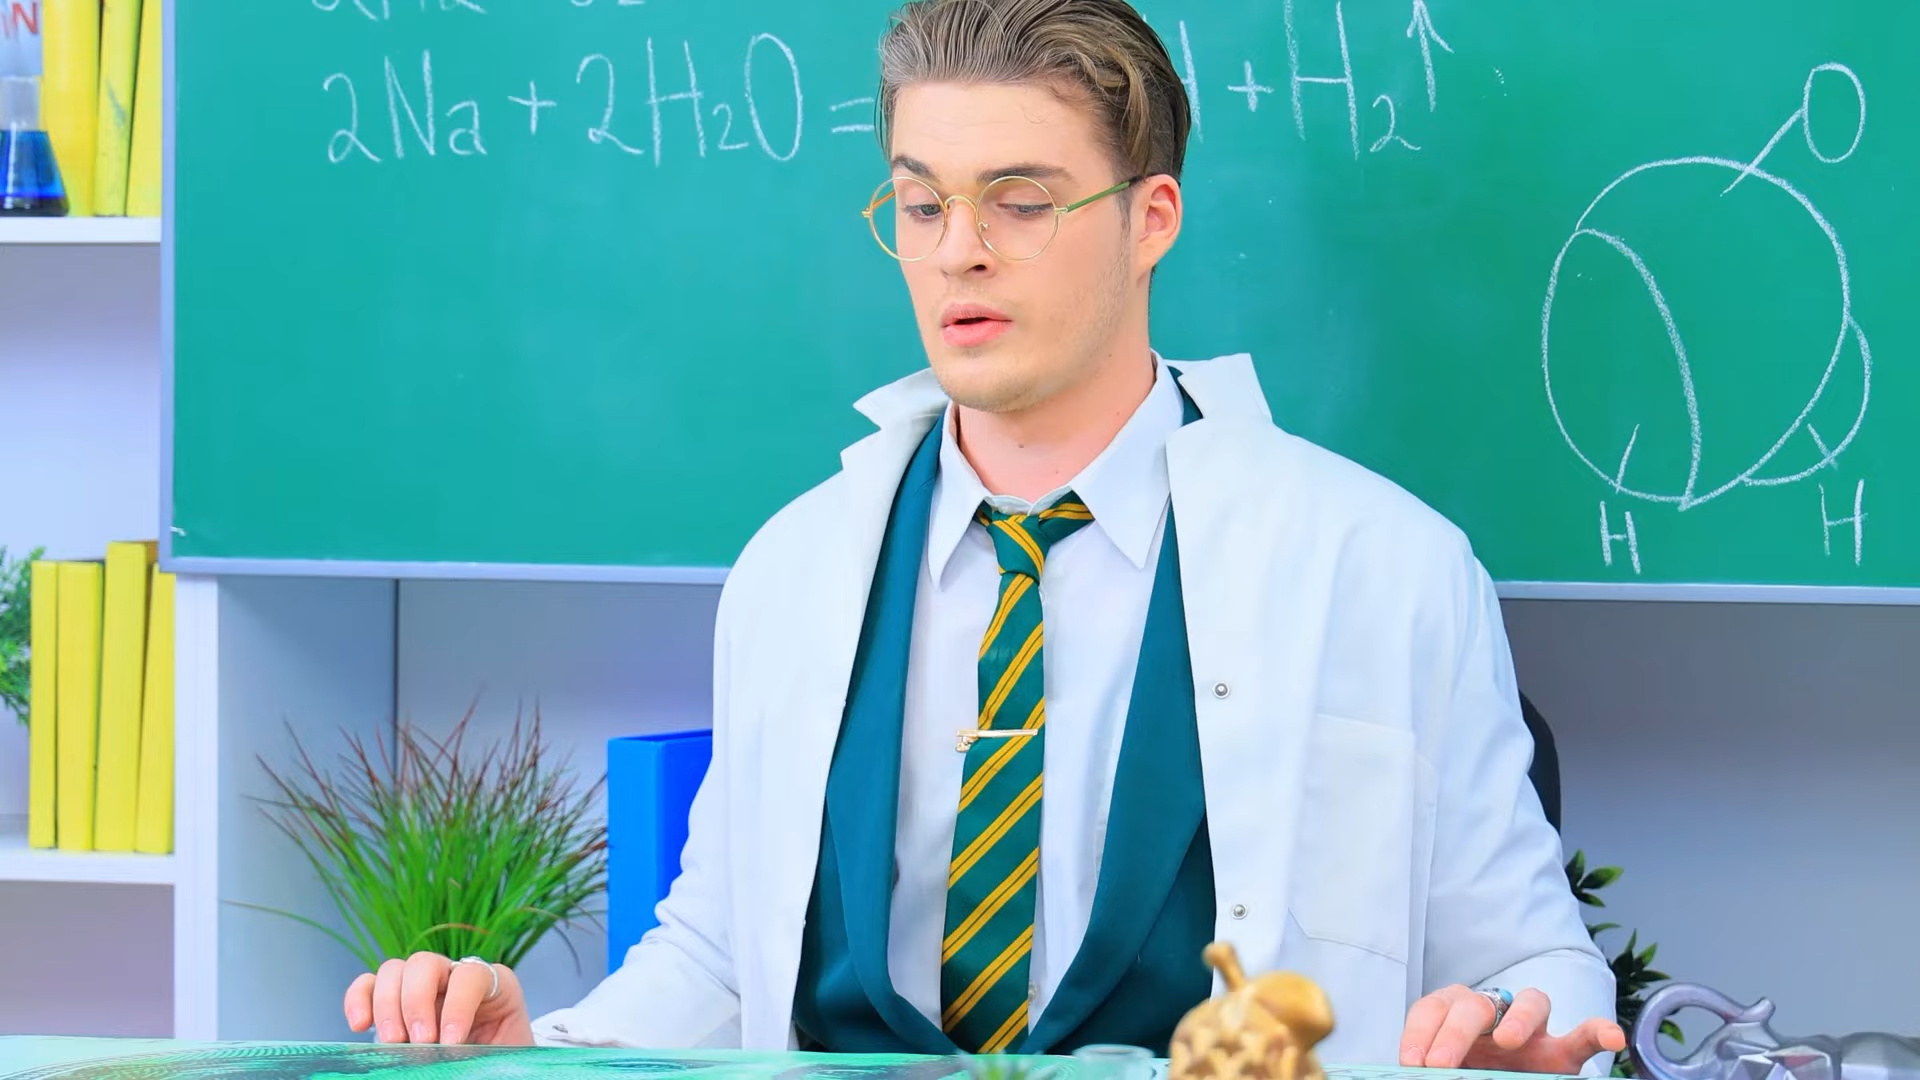 2Na + 2H₂O = H + H₂↑
O
H H